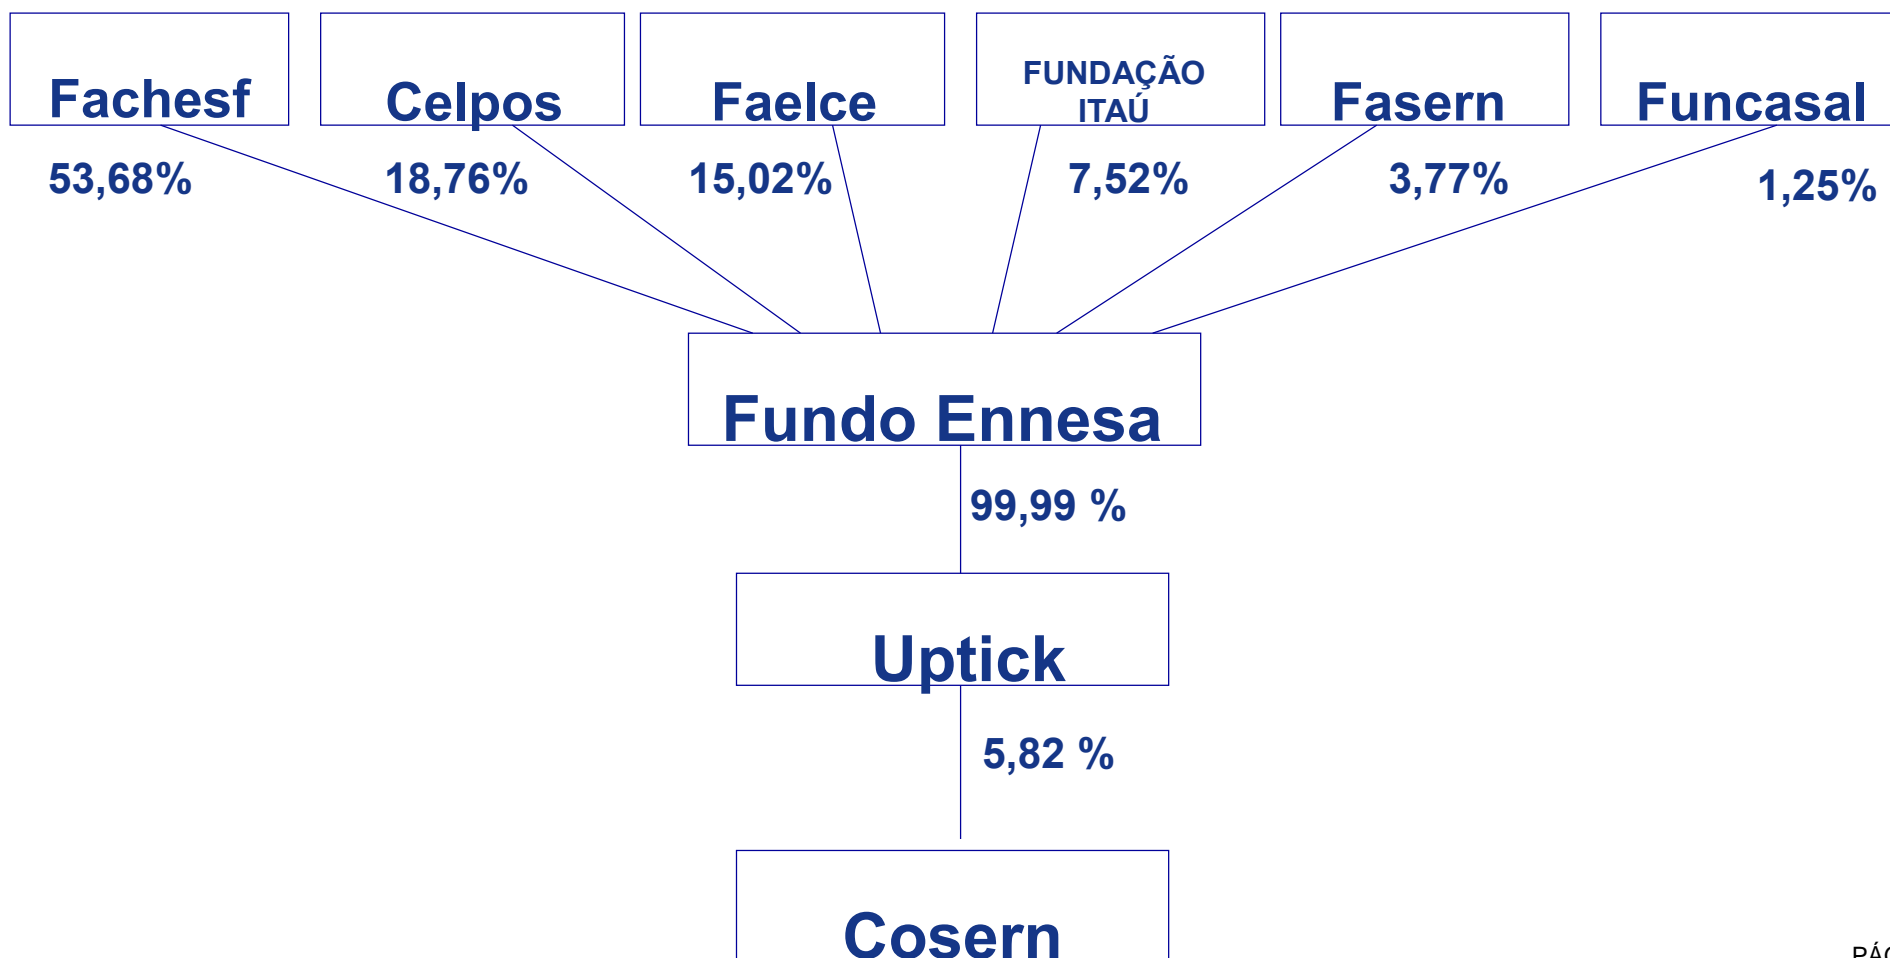 Fachesf
Celpos
Faelce
FUNDAÇÃO
ITAÚ
Fasern
Funcasal
53,68%
18,76%
15,02%
7,52%
3,77%
1,25%
Fundo Ennesa
99,99 %
Uptick
5,82 %
Cosern